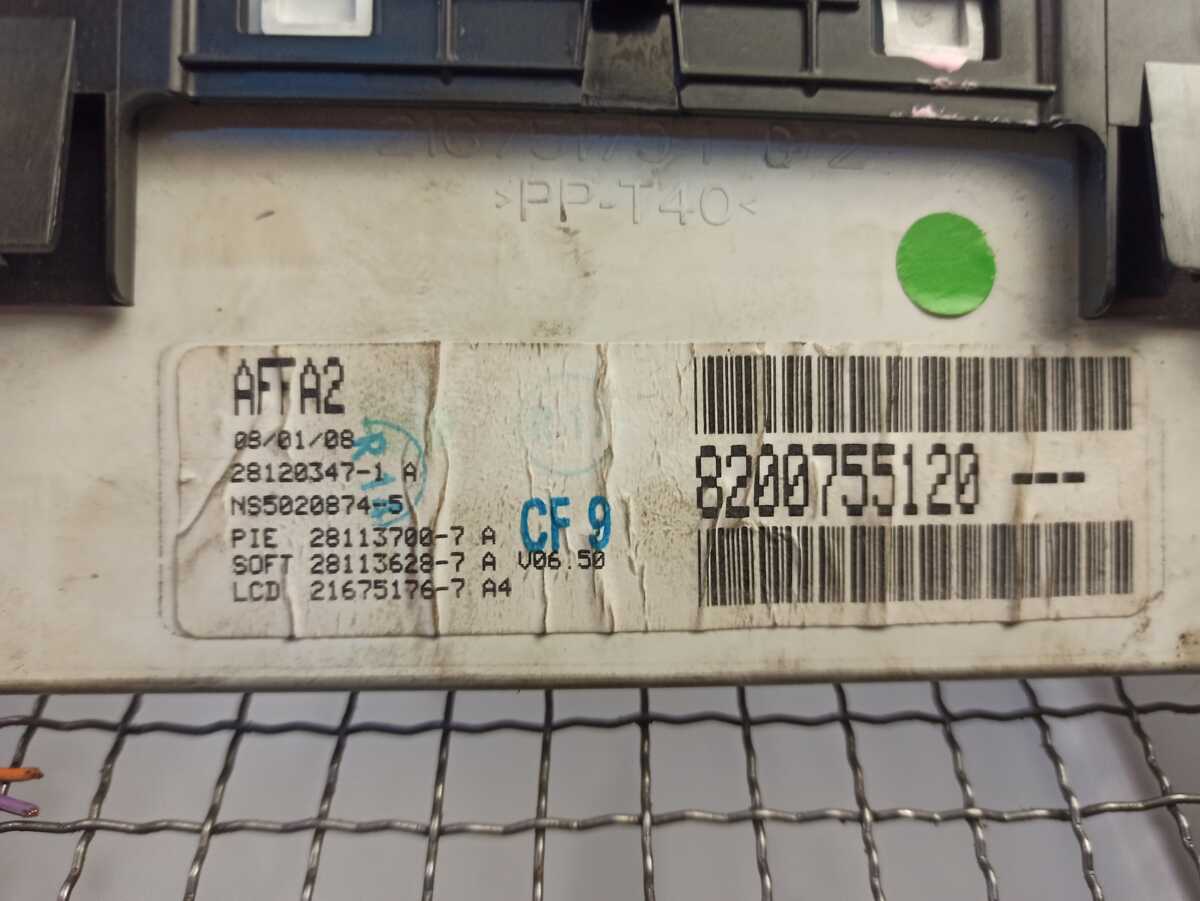 >PP-T40<
AFTA2
08/01/08
28120347-1 A
NS5020874-5
PIE 28113700-7 A
SOFT 28113628-7 A V06.50
LCD 21675176-7 A4
CF 9
8200755120 ---